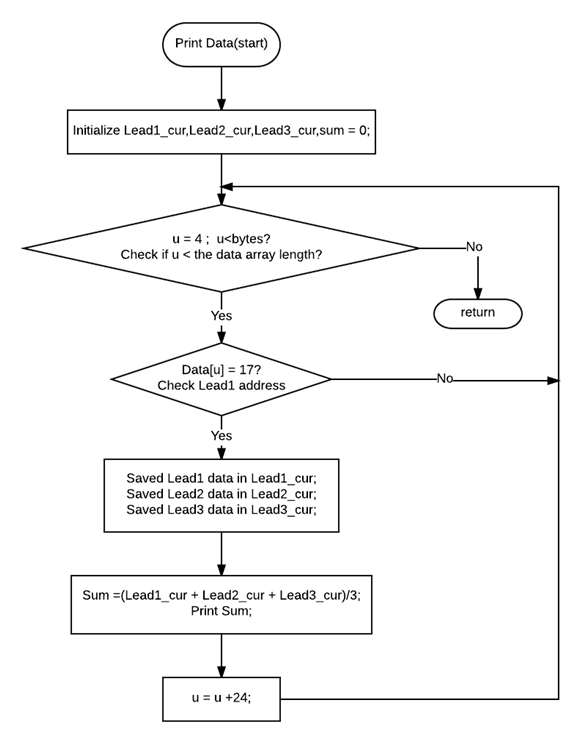 Print Data(start)
Initialize Lead1_cur,Lead2_cur,Lead3_cur,sum = 0;
u = 4 ;  u<bytes?
Check if u < the data array length?
No
return
Yes
Data[u] = 17?
Check Lead1 address
No
Yes
Saved Lead1 data in Lead1_cur;
Saved Lead2 data in Lead2_cur;
Saved Lead3 data in Lead3_cur;
Sum =(Lead1_cur + Lead2_cur + Lead3_cur)/3;
Print Sum;
u = u +24;